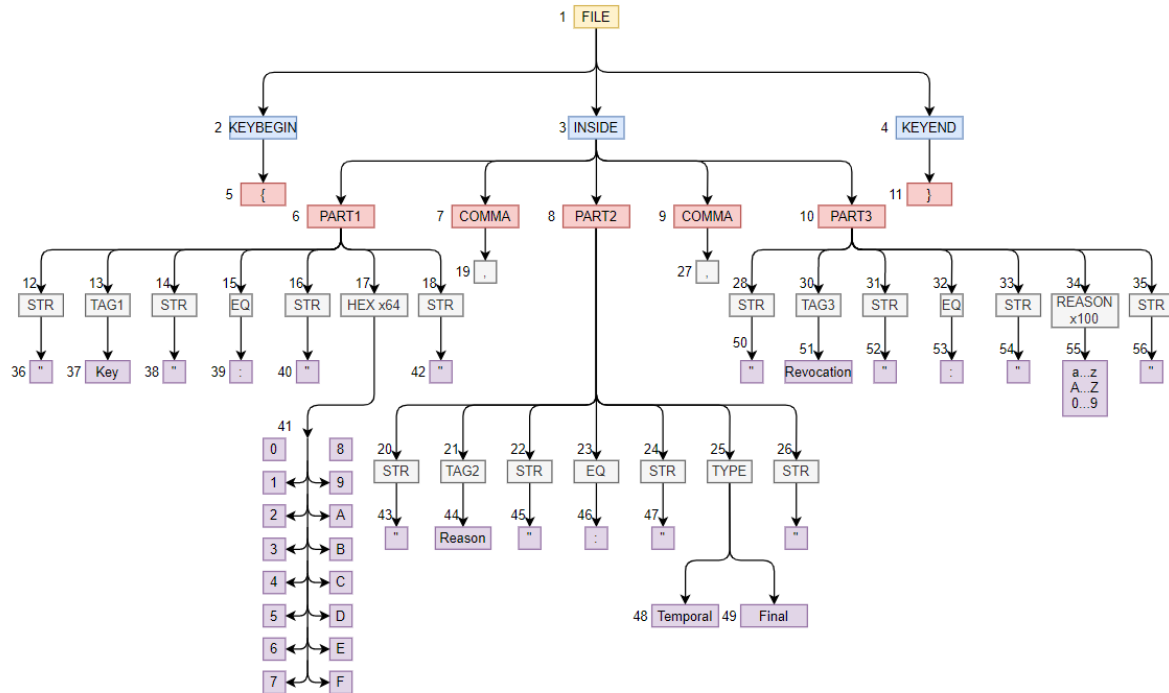 1 FILE
2 KEYBEGIN 3 INSIDE 4 KEYEND
5 { 11 }
6 PART1 7 COMMA 8 PART2 9 COMMA 10 PART3
19 , 27 ,
12 13 14 15 16 17 18 28 30 31 32 33 34 35
STR TAG1 STR EQ STR HEX x64 STR STR TAG3 STR EQ STR REASON x100 STR
50 51 52 53 54 55 56
36 " 37 Key 38 " 39 : 40 " 42 " " Revocation " : " a...z "
A...Z
0...9
41
0 8
1 9
2 A
3 B
4 C
5 D
6 E
7 F
20 21 22 23 24 25 26
STR TAG2 STR EQ STR TYPE STR
43 44 45 46 47
" Reason " : " "
48 Temporal 49 Final